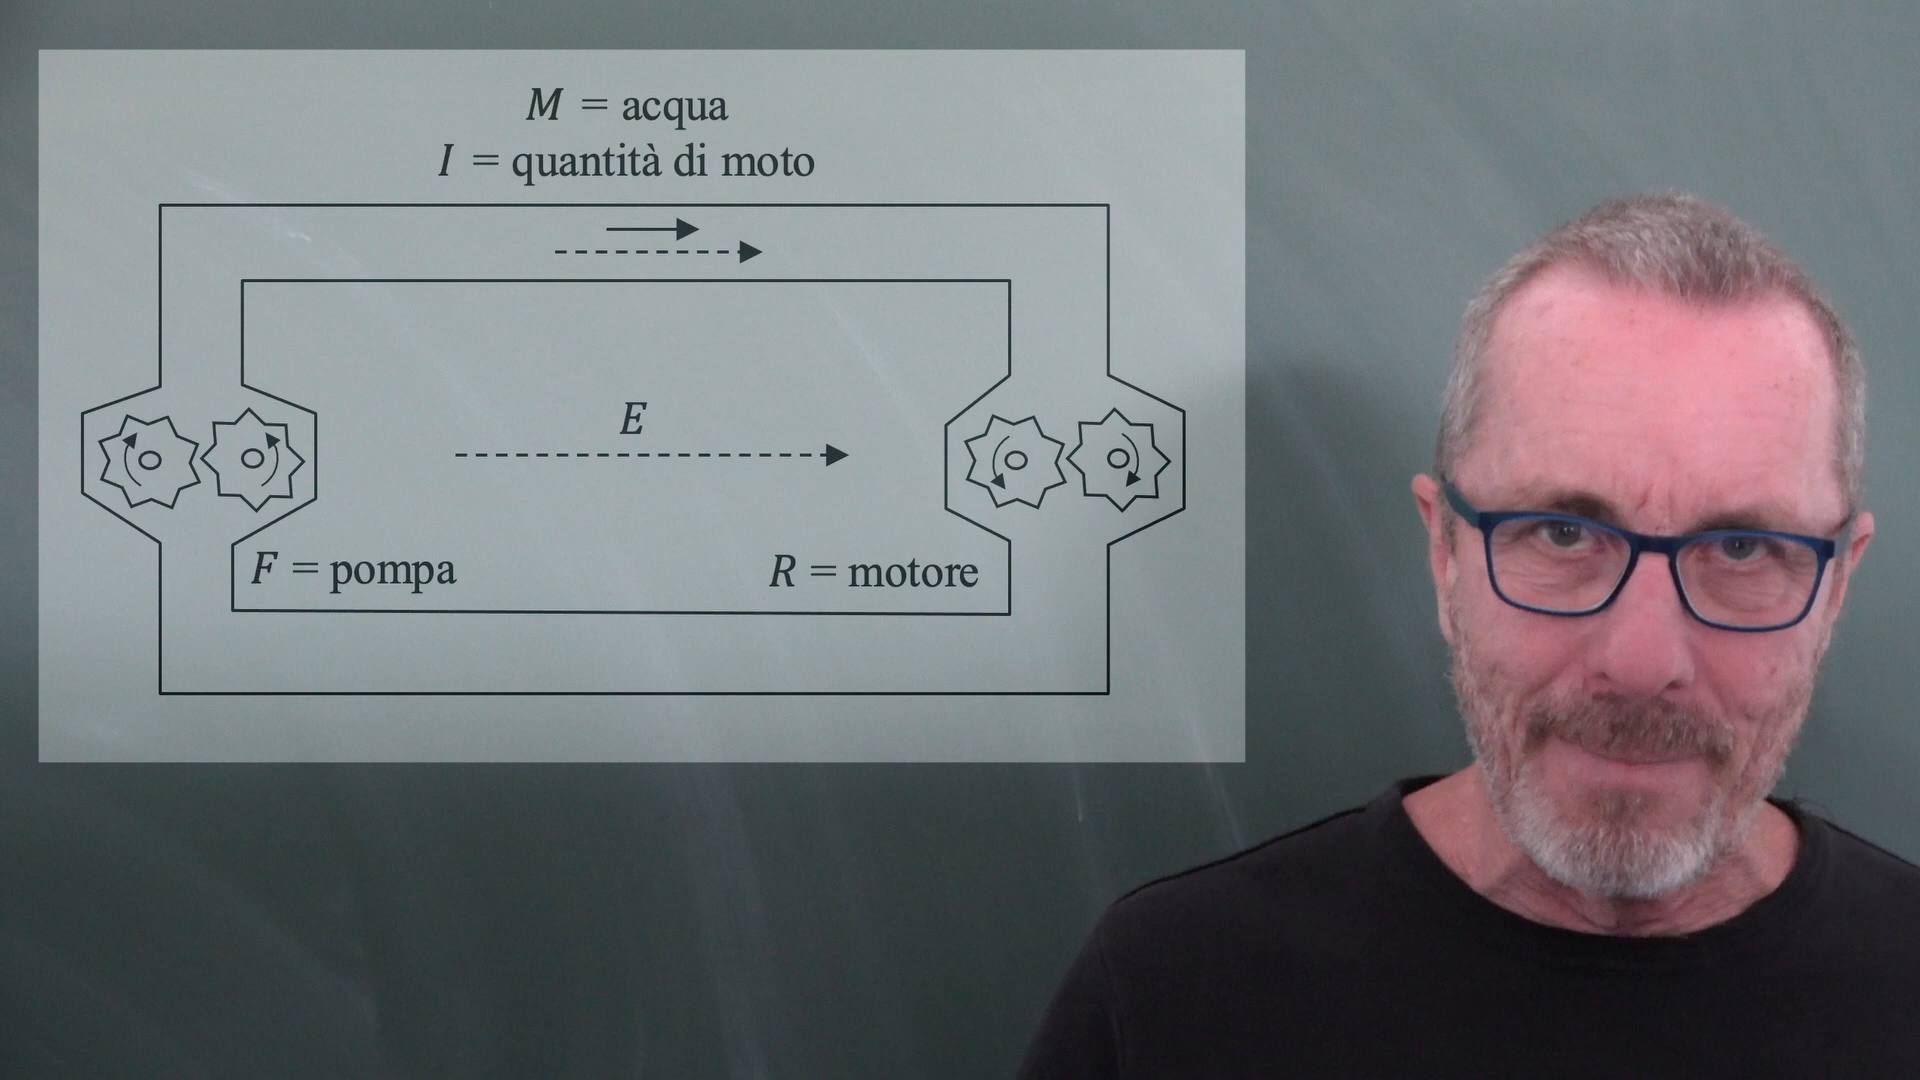 M = acqua
I = quantità di moto
E
F = pompa
R = motore